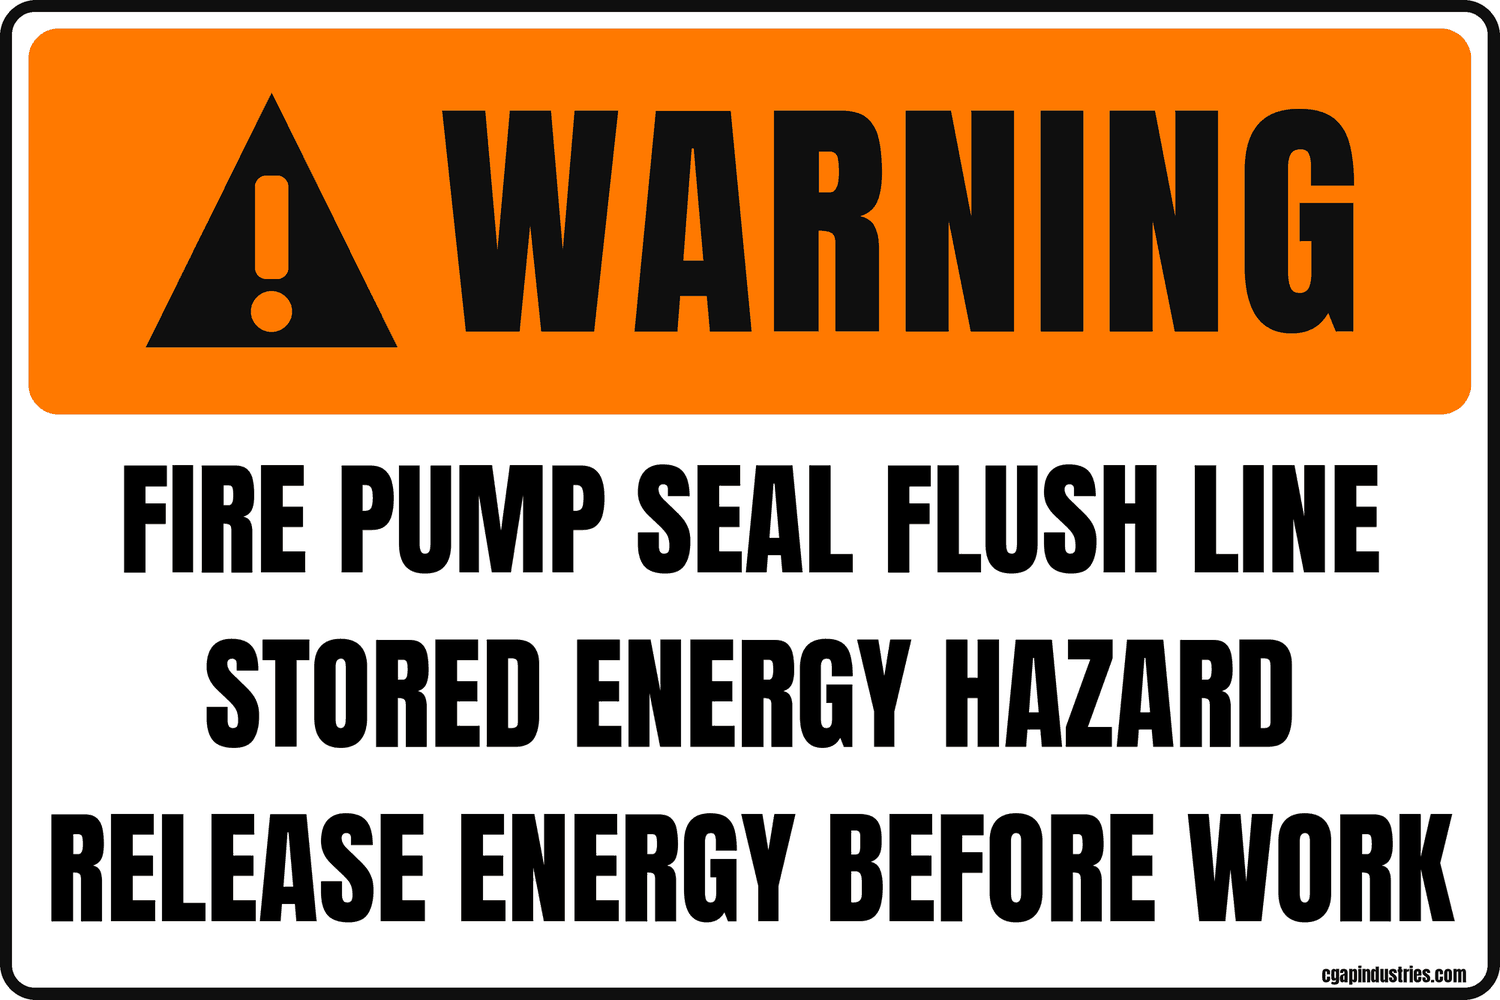 WARNING
FIRE PUMP SEAL FLUSH LINE
STORED ENERGY HAZARD
RELEASE ENERGY BEFORE WORK
cgapindustries.com